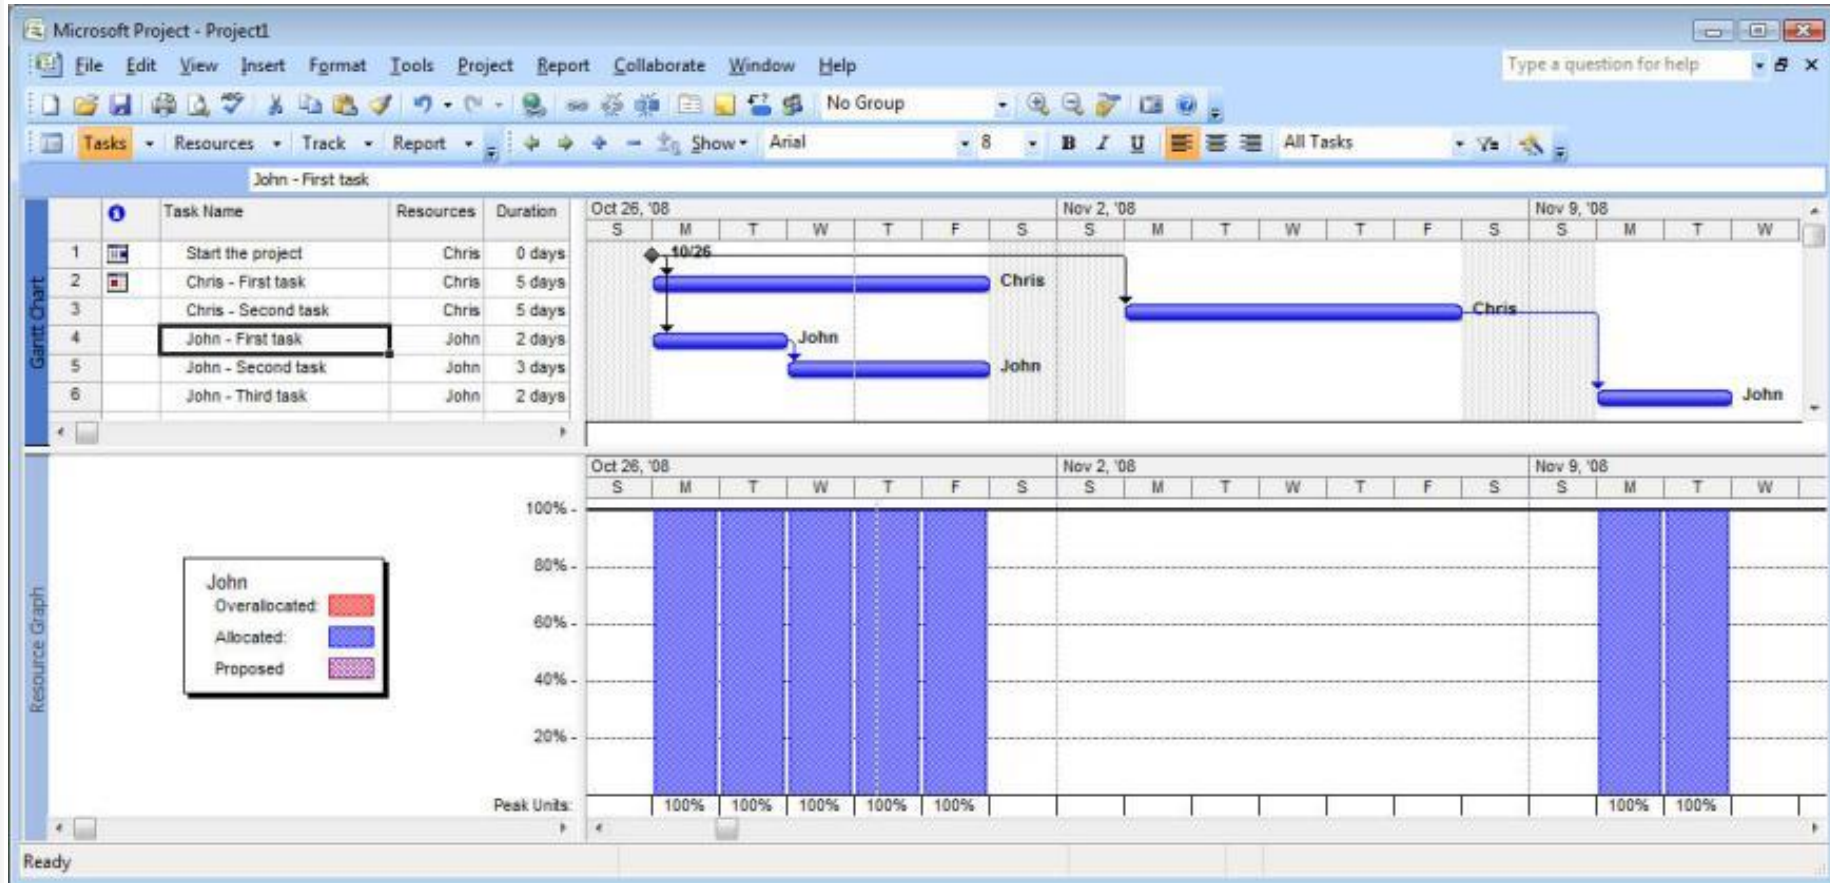 Microsoft Project - Project1
File Edit View Insert Format Tools Project Report Collaborate Window Help Type a question for help
ABC No Group
Tasks Resources Track Report Show Arial 8 B I U All Tasks
John - First task
Task Name Resources Duration Oct 26, '08 Nov 2, '08 Nov 9, '08
S M T W T F S S M T W T F S S M T W
1 Start the project Chris 0 days 10/26
2 Chris - First task Chris 5 days Chris
3 Chris - Second task Chris 5 days Chris
4 John - First task John 2 days John
5 John - Second task John 3 days John
6 John - Third task John 2 days John
Gantt Chart
Oct 26, '08 Nov 2, '08 Nov 9, '08
S M T W T F S S M T W T F S S M T W
100%
80%
60%
40%
20%
John
Overallocated:
Allocated:
Proposed
Resource Graph
Peak Units: 100% 100% 100% 100% 100% 100% 100%
Ready